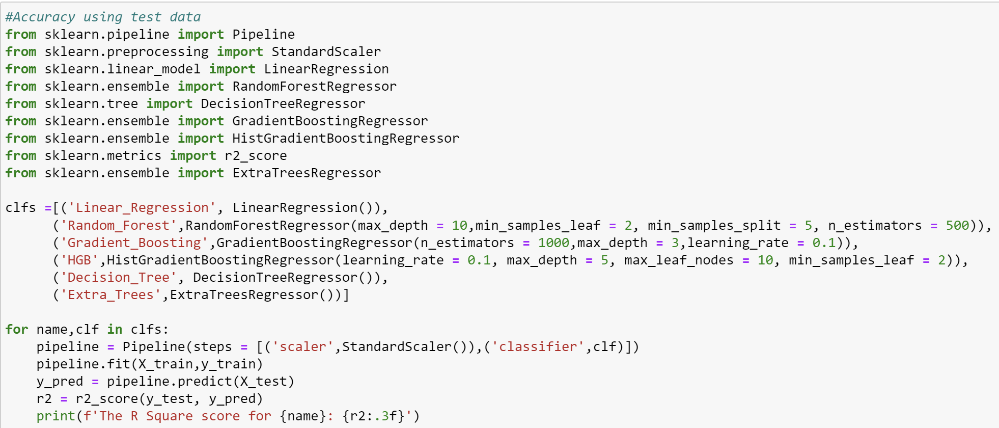 #Accuracy using test data
from sklearn.pipeline import Pipeline
from sklearn.preprocessing import StandardScaler
from sklearn.linear_model import LinearRegression
from sklearn.ensemble import RandomForestRegressor
from sklearn.tree import DecisionTreeRegressor
from sklearn.ensemble import GradientBoostingRegressor
from sklearn.ensemble import HistGradientBoostingRegressor
from sklearn.metrics import r2_score
from sklearn.ensemble import ExtraTreesRegressor

clfs =[('Linear_Regression', LinearRegression()),
      ('Random_Forest',RandomForestRegressor(max_depth = 10,min_samples_leaf = 2, min_samples_split = 5, n_estimators = 500)),
      ('Gradient_Boosting',GradientBoostingRegressor(n_estimators = 1000,max_depth = 3,learning_rate = 0.1)),
      ('HGB',HistGradientBoostingRegressor(learning_rate = 0.1, max_depth = 5, max_leaf_nodes = 10, min_samples_leaf = 2)),
      ('Decision_Tree', DecisionTreeRegressor()),
      ('Extra_Trees',ExtraTreesRegressor())]

for name,clf in clfs:
    pipeline = Pipeline(steps = [('scaler',StandardScaler()),('classifier',clf)])
    pipeline.fit(X_train,y_train)
    y_pred = pipeline.predict(X_test)
    r2 = r2_score(y_test, y_pred)
    print(f'The R Square score for {name}: {r2:.3f}')